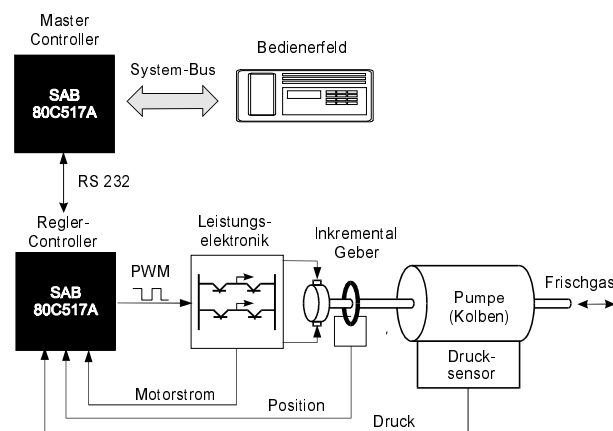 Master
Controller
SAB
80C517A
System-Bus
Bedienerfeld
RS 232
Regler-
Controller
SAB
80C517A
PWM
Leistungs-
elektronik
Inkremental
Geber
Pumpe
(Kolben)
Frischgas
Druck-
sensor
Motorstrom
Position
Druck